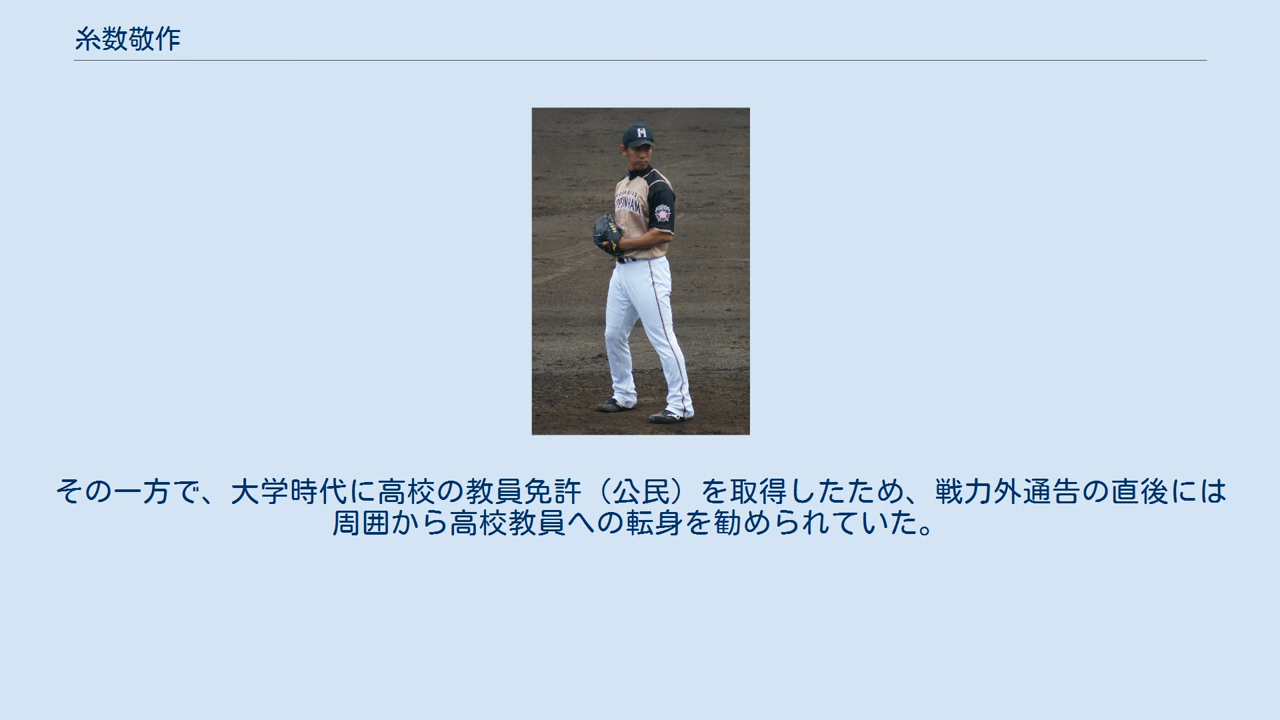 糸数敬作
H
その一方で、大学時代に高校の教員免許（公民）を取得したため、戦力外通告の直後には
周囲から高校教員への転身を勧められていた。